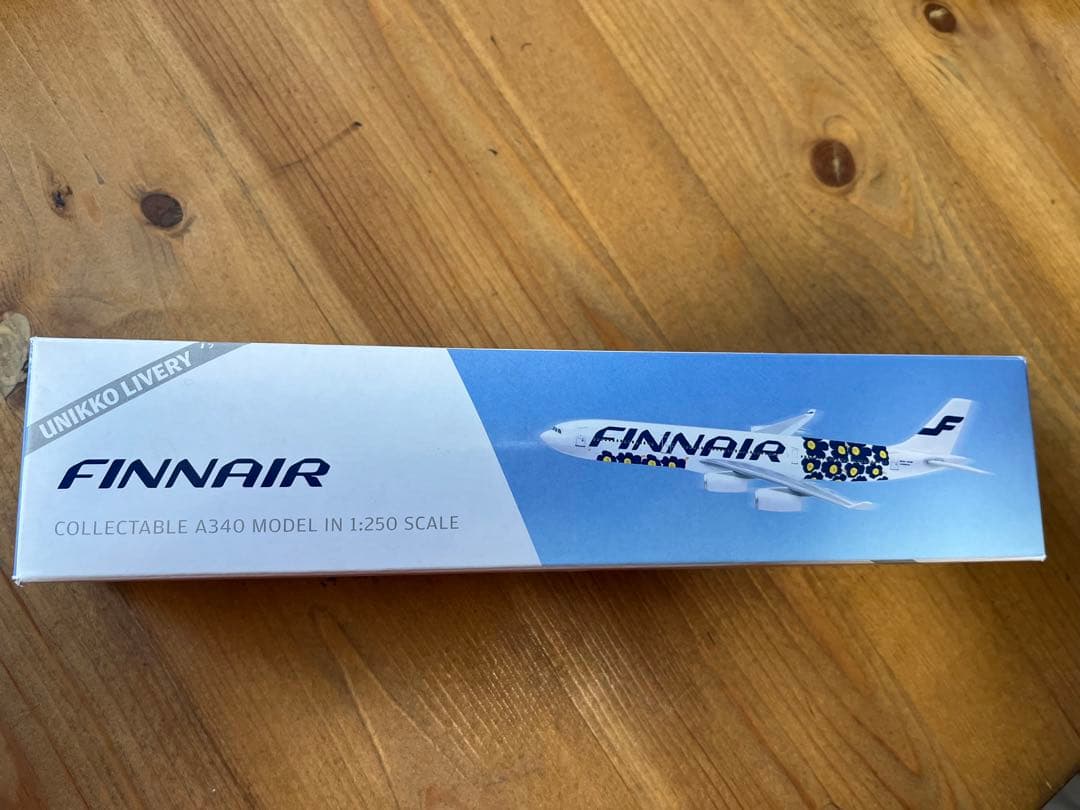 UNIKKO LIVERY
FINNAIR
COLLECTABLE A340 MODEL IN 1:250 SCALE
FINNAIR